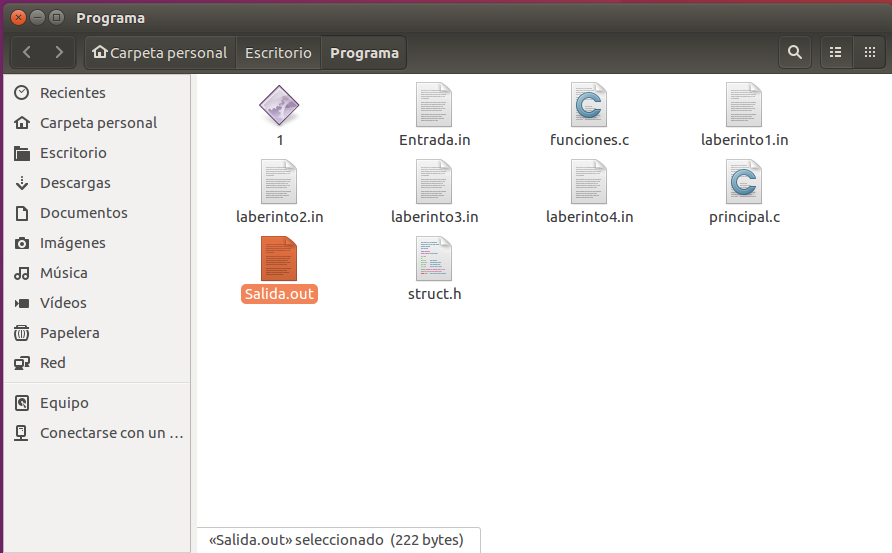 Programa
Carpeta personal
Escritorio
Programa
Recientes
Carpeta personal
Escritorio
Descargas
Documentos
Imágenes
Música
Vídeos
Papelera
Red
Equipo
Conectarse con un …
1
Entrada.in
funciones.c
laberinto1.in
laberinto2.in
laberinto3.in
laberinto4.in
principal.c
Salida.out
struct.h
«Salida.out» seleccionado (222 bytes)